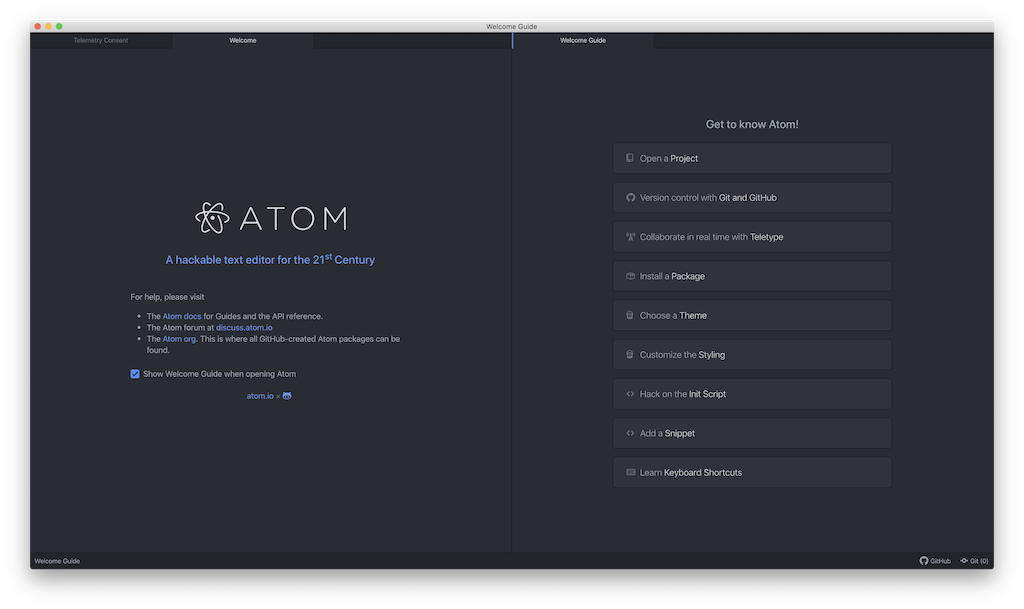 Welcome Guide
Telemetry Consent
Welcome
Welcome Guide
ATOM
A hackable text editor for the 21st Century
For help, please visit
• The Atom docs for Guides and the API reference.
• The Atom forum at discuss.atom.io
• The Atom org. This is where all GitHub-created Atom packages can be
found.
Show Welcome Guide when opening Atom
atom.io ×
Get to know Atom!
Open a Project
Version control with Git and GitHub
Collaborate in real time with Teletype
Install a Package
Choose a Theme
Customize the Styling
Hack on the Init Script
Add a Snippet
Learn Keyboard Shortcuts
Welcome Guide
GitHub
Git (0)